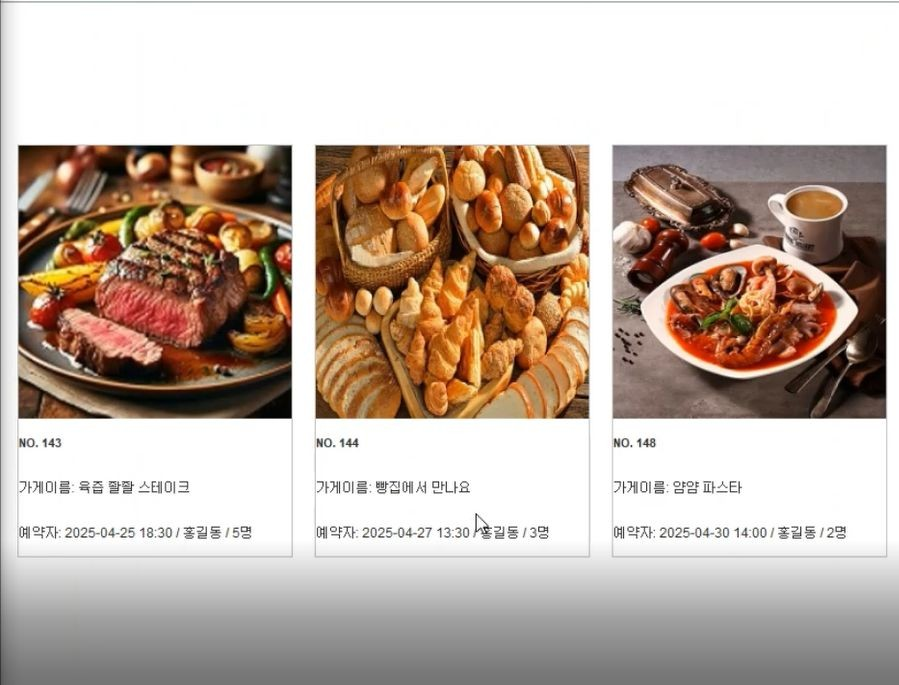 NO. 143
가게이름: 육즙 촬촬 스테이크
예약자: 2025-04-25 18:30 / 홍길동 / 5명
NO. 144
가게이름: 빵집에서 만나요
예약자: 2025-04-27 13:30 / 홍길동 / 3명
NO. 148
가게이름: 얌얌 파스타
예약자: 2025-04-30 14:00 / 홍길동 / 2명